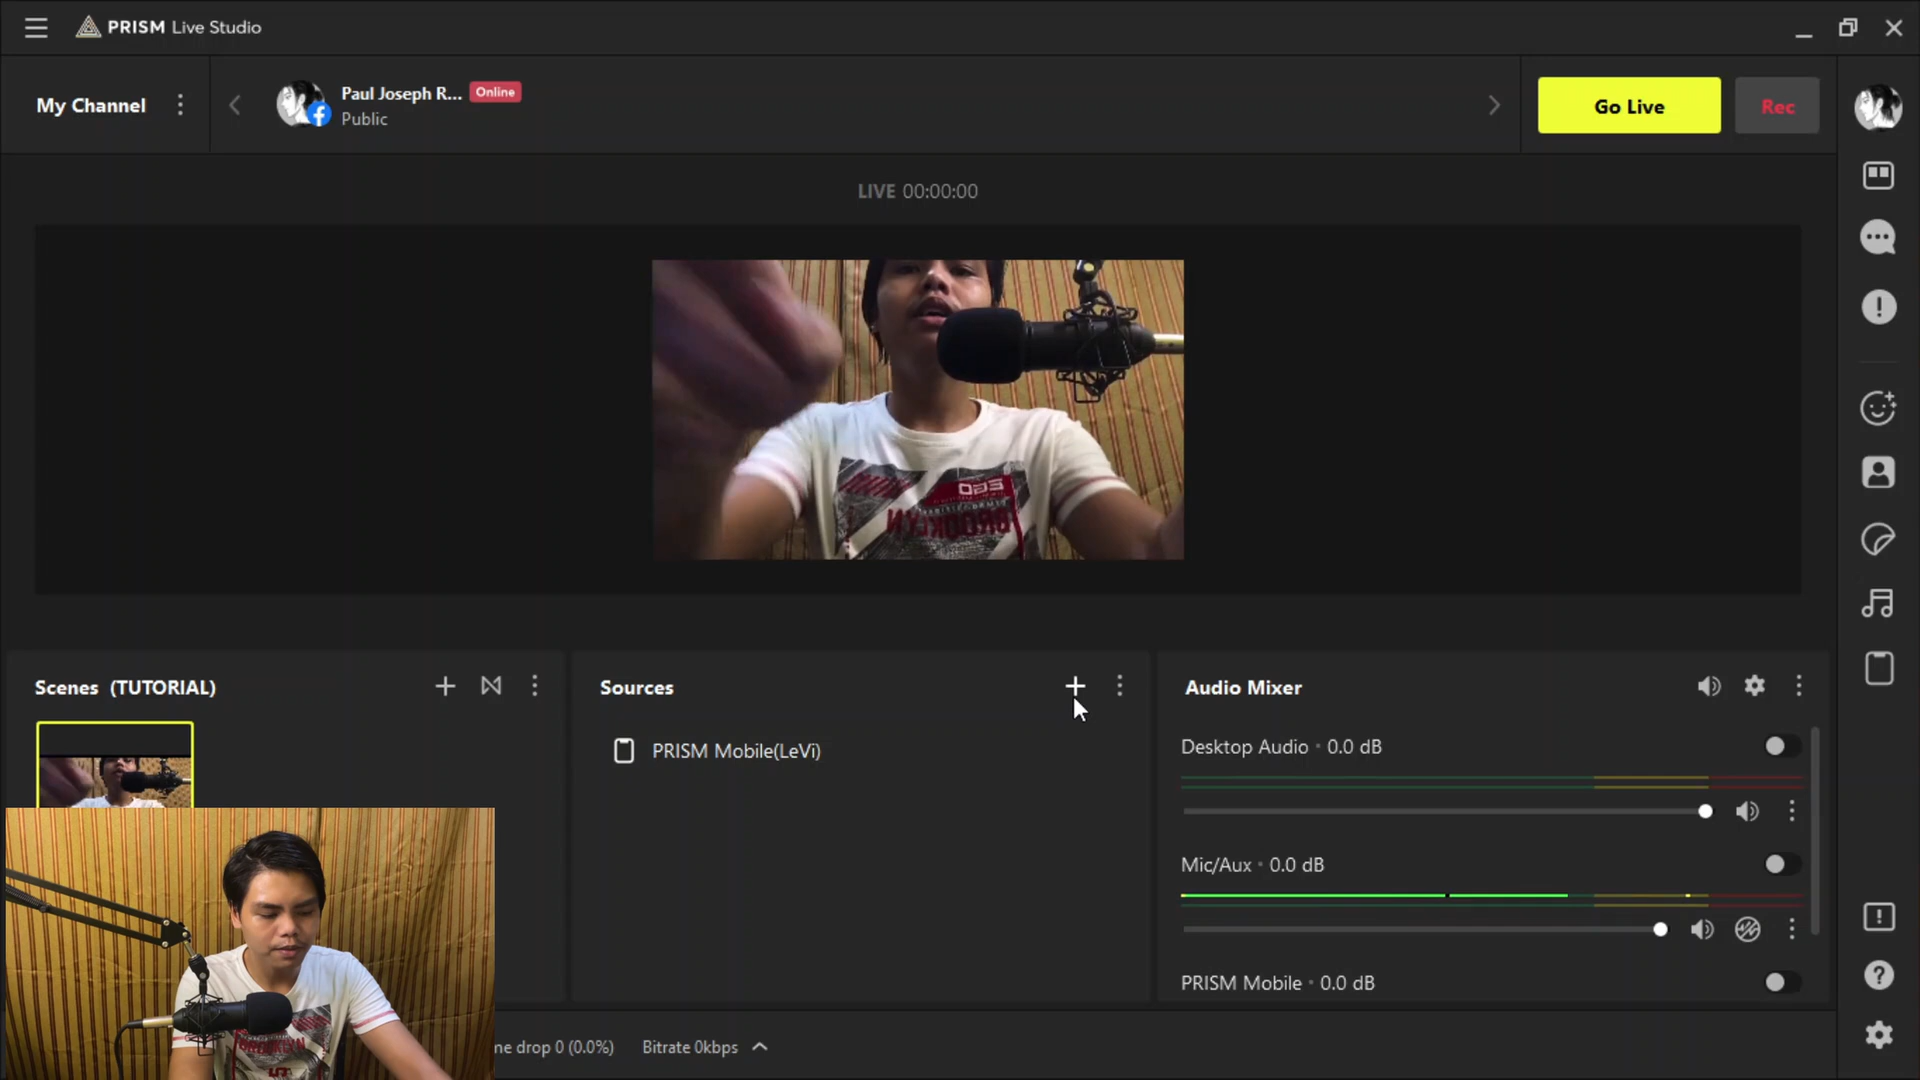 PRISM Live Studio
My Channel
Paul Joseph R... Online
Public
Go Live
Rec
LIVE 00:00:00
Scenes (TUTORIAL)
Sources
Audio Mixer
PRISM Mobile(LeVi)
Desktop Audio • 0.0 dB
Mic/Aux • 0.0 dB
PRISM Mobile • 0.0 dB
me drop 0 (0.0%)
Bitrate 0kbps